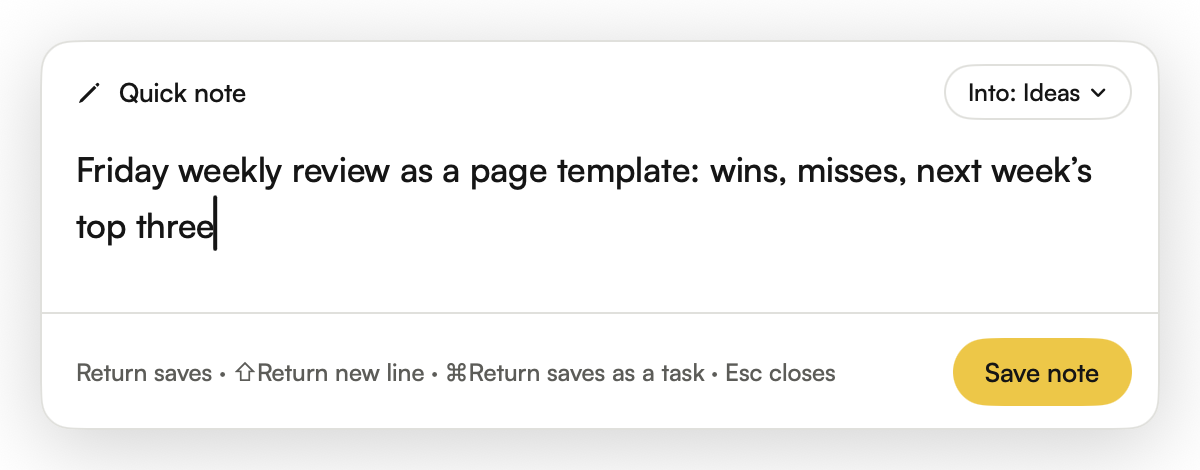 Quick note
Into: Ideas
Friday weekly review as a page template: wins, misses, next week’s
top three
Return saves · ⇧Return new line · ⌘Return saves as a task · Esc closes
Save note